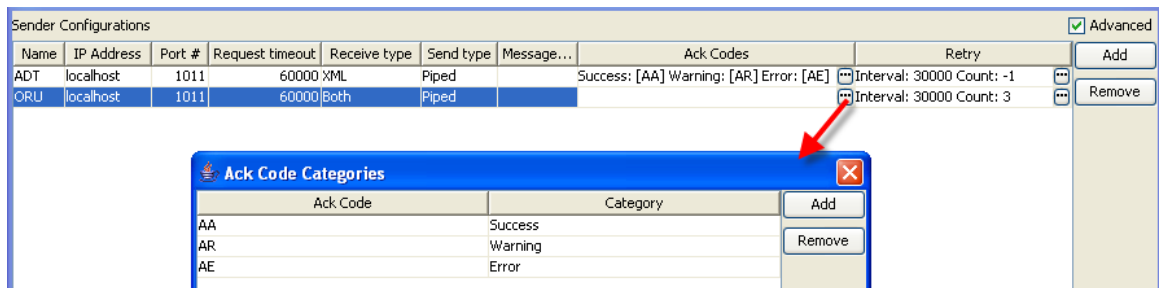 Sender Configurations Advanced
Name IP Address Port # Request timeout Receive type Send type Message... Ack Codes Retry Add
ADT localhost 1011 60000 XML Piped Success: [AA] Warning: [AR] Error: [AE] Interval: 30000 Count: -1
ORU localhost 1011 60000 Both Piped Interval: 30000 Count: 3 Remove
Ack Code Categories
Ack Code Category Add
AA Success
AR Warning Remove
AE Error